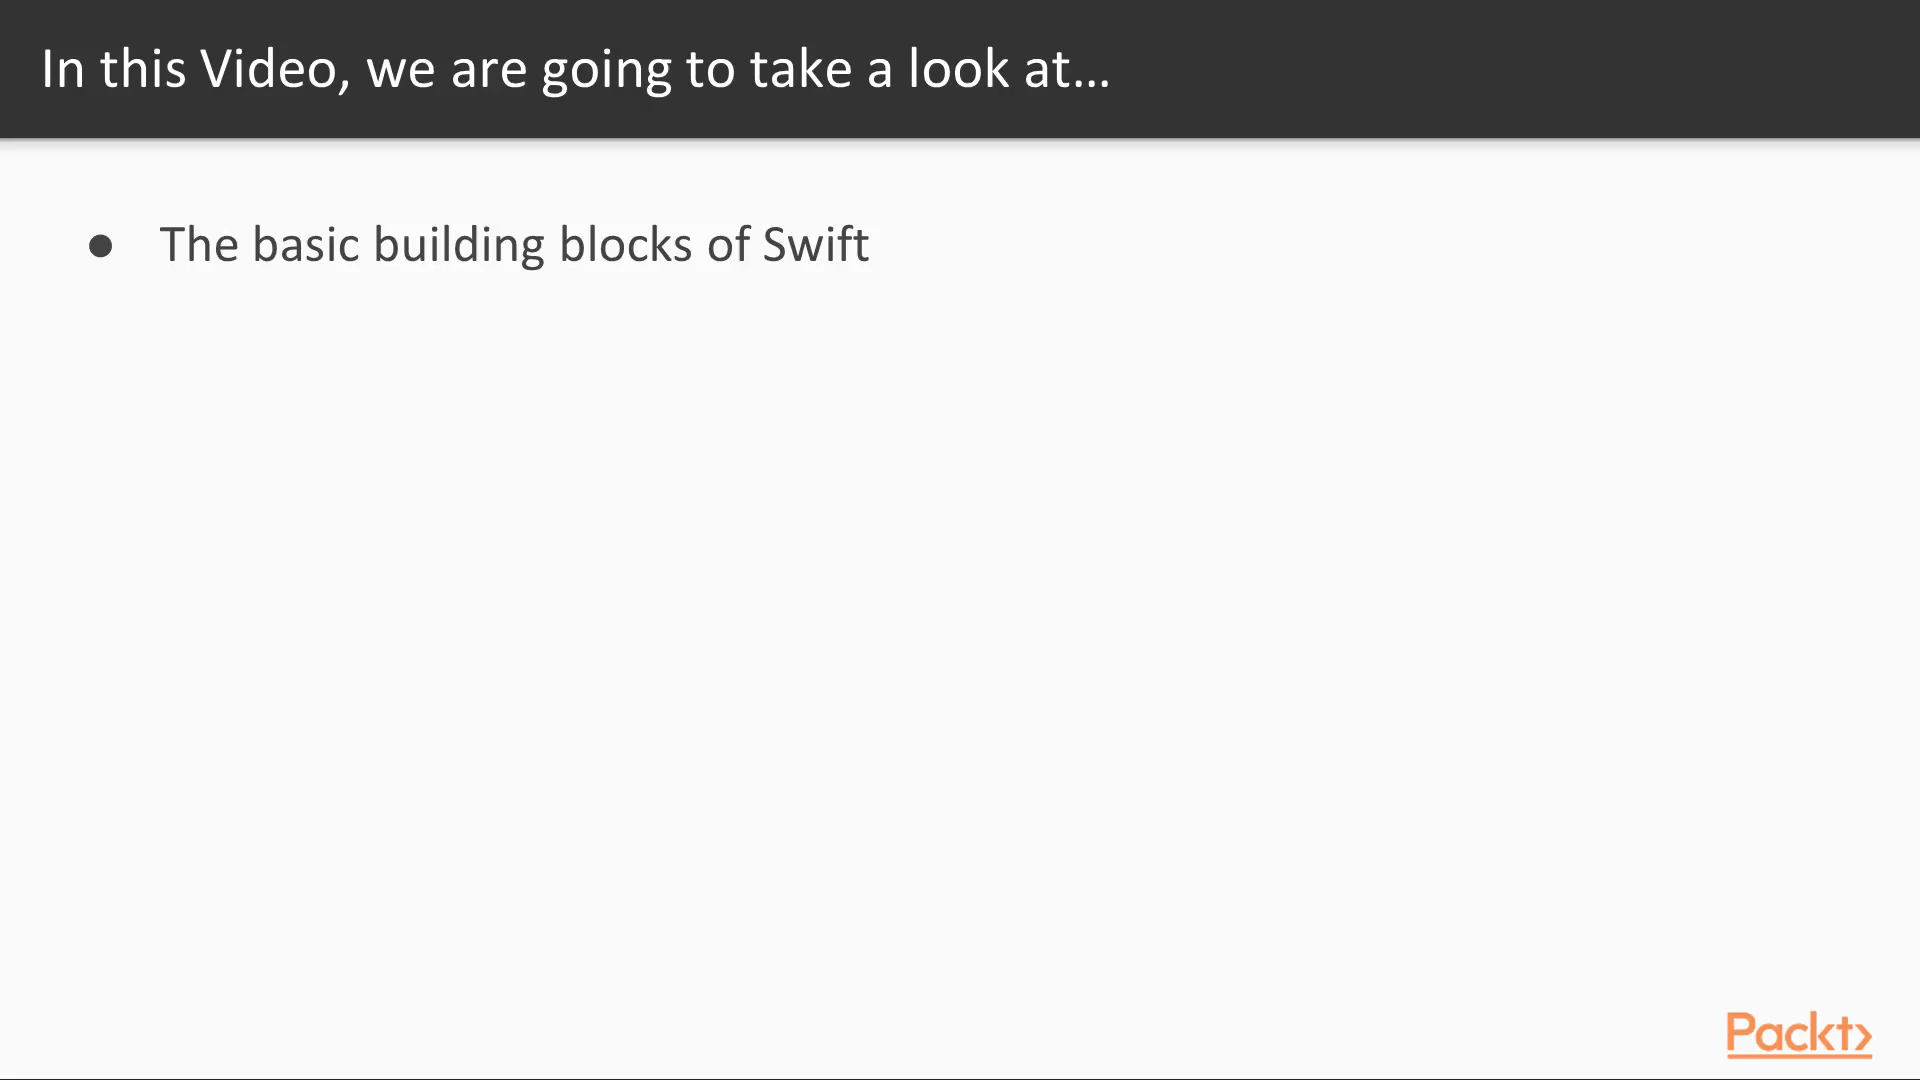 In this Video, we are going to take a look at...
● The basic building blocks of Swift
Packt>